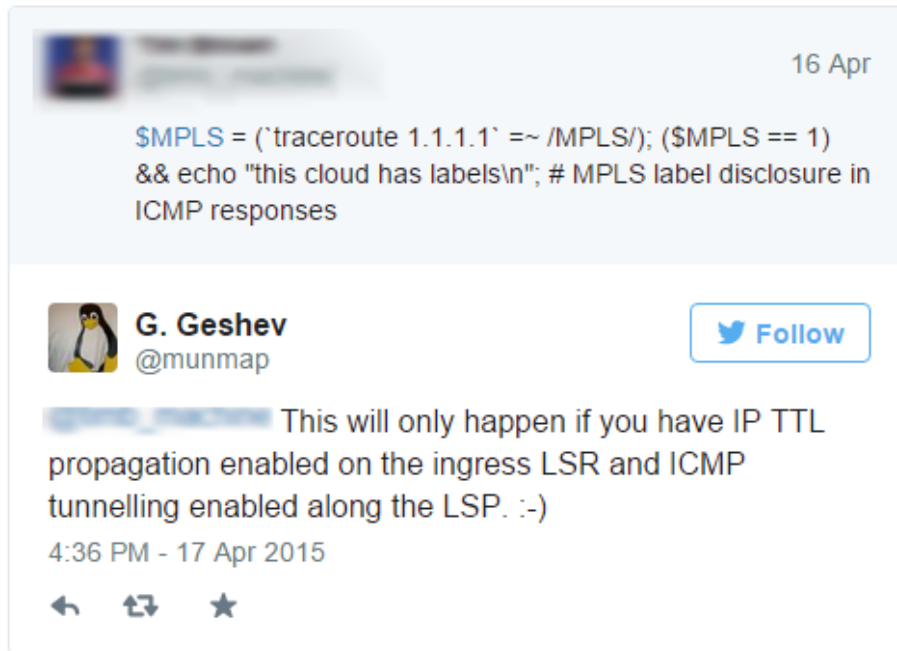 16 Apr
$MPLS = (`traceroute 1.1.1.1` =~ /MPLS/); ($MPLS == 1)
&& echo "this cloud has labels\n"; # MPLS label disclosure in
ICMP responses
G. Geshev
@munmap
Follow
This will only happen if you have IP TTL
propagation enabled on the ingress LSR and ICMP
tunnelling enabled along the LSP. :-)
4:36 PM - 17 Apr 2015